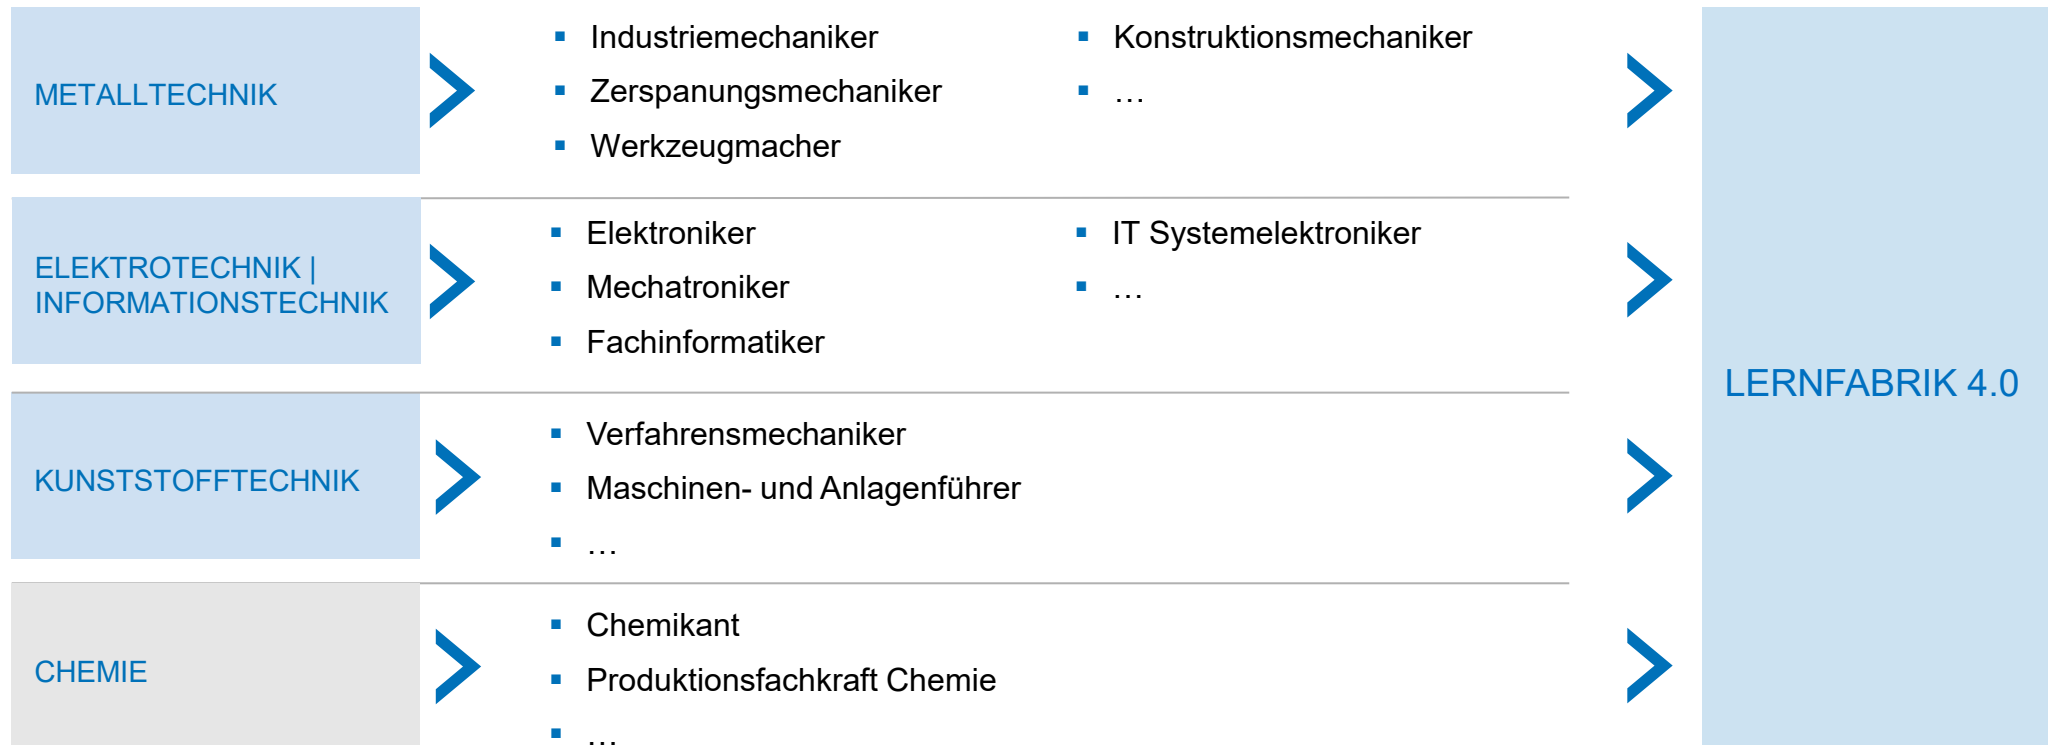 METALLTECHNIK
Industriemechaniker
Zerspanungsmechaniker
Werkzeugmacher
Konstruktionsmechaniker
…
ELEKTROTECHNIK |
INFORMATIONSTECHNIK
Elektroniker
Mechatroniker
Fachinformatiker
IT Systemelektroniker
…
KUNSTSTOFFTECHNIK
Verfahrensmechaniker
Maschinen- und Anlagenführer
…
CHEMIE
Chemikant
Produktionsfachkraft Chemie
…
LERNFABRIK 4.0